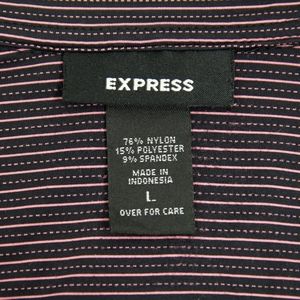 EXPRESS
76% NYLON
15% POLYESTER
9% SPANDEX
MADE IN
INDONESIA
L
OVER FOR CARE